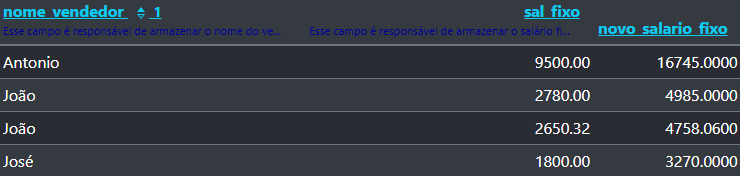 nome_vendedor 1 sal_fixo novo_salario_fixo
Esse campo é responsável de armazenar o nome do ve... Esse campo é responsável de armazenar o salário fi...
Antonio 9500.00 16745.0000
João 2780.00 4985.0000
João 2650.32 4758.0600
José 1800.00 3270.0000